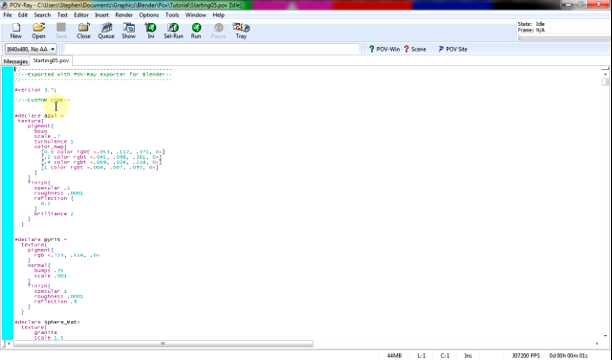 POV-Ray - C:\Users\Stephen\Documents\Graphics\Blender\Pov\Tutorial\Starting05.pov [Idle]
File Edit Search Text Editor Insert Render Options Tools Window Help
New Open Save Close Queue Show Ini Sel-Run Run Pause Tray
State: Idle
Frame: N/A
[640x480, No AA POV-Win Scene POV Site
Messages Starting05.pov
//--Exported with POV-Ray exporter for Blender--
#version 3.7;
//--CUSTOM CODE--
#declare azul =
texture{
pigment{
bozo
scale .7
turbulence 1
color_map{
}
}
finish{
specular .5
roughness .0001
reflection {
0.2
}
brilliance 2
}
}
#declare pyrit =
texture{
pigment{
}
normal{
bumps .25
scale .001
}
finish{
specular 1
roughness .0001
reflection .9
}
}
#declare Sphere_Mat=
texture{
granite
scale 1.5
44MB L:1 C:1 Ins 307200 PPS 0d 00h 00m 01s